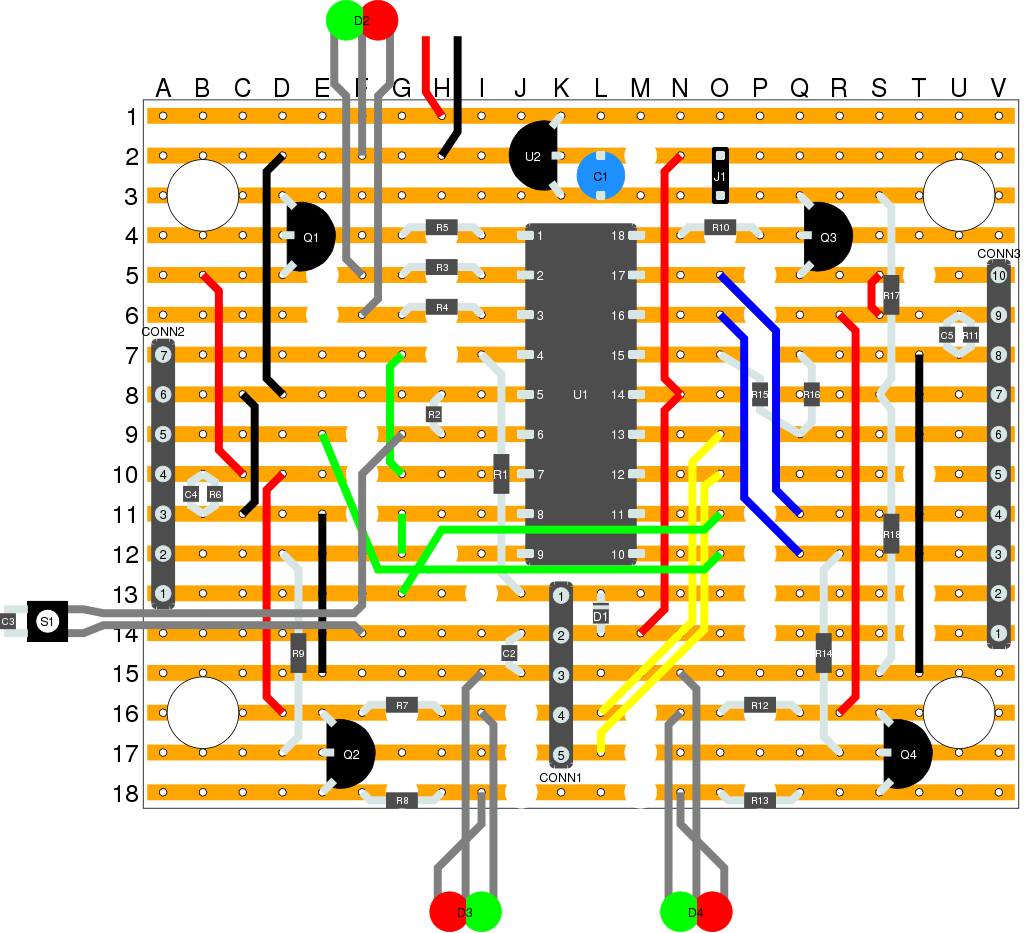 D2
A B C D E F G H I J K L M N O P Q R S T U V
1
2 U2 C1 J1
3
4 Q1 R5 1 18 R10 Q3
CONN3
5 R3 2 17 R17 10
6 R4 3 16 9
CONN2 C5 R11
7 7 4 15 8
8 6 R2 5 U1 14 R15 R16 7
9 5 6 13 6
10 4 R1 7 12 5
C4 R6
11 3 8 11 R18 4
12 2 9 10 3
13 1 1 2
C3 S1 D1
14 2 1
R9 C2 R14
15 3
16 R7 4 R12
17 Q2 5 Q4
CONN1
18 R8 R13
D3 D4